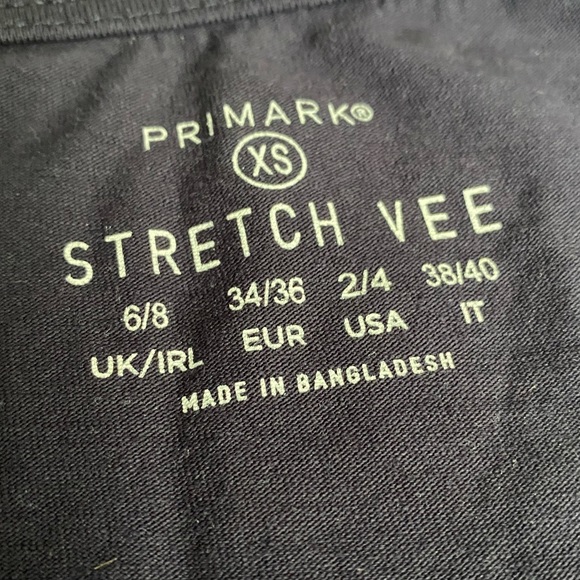 PRIMARK®
XS
STRETCH VEE
6/8 34/36 2/4 38/40
UK/IRL EUR USA IT
MADE IN BANGLADESH